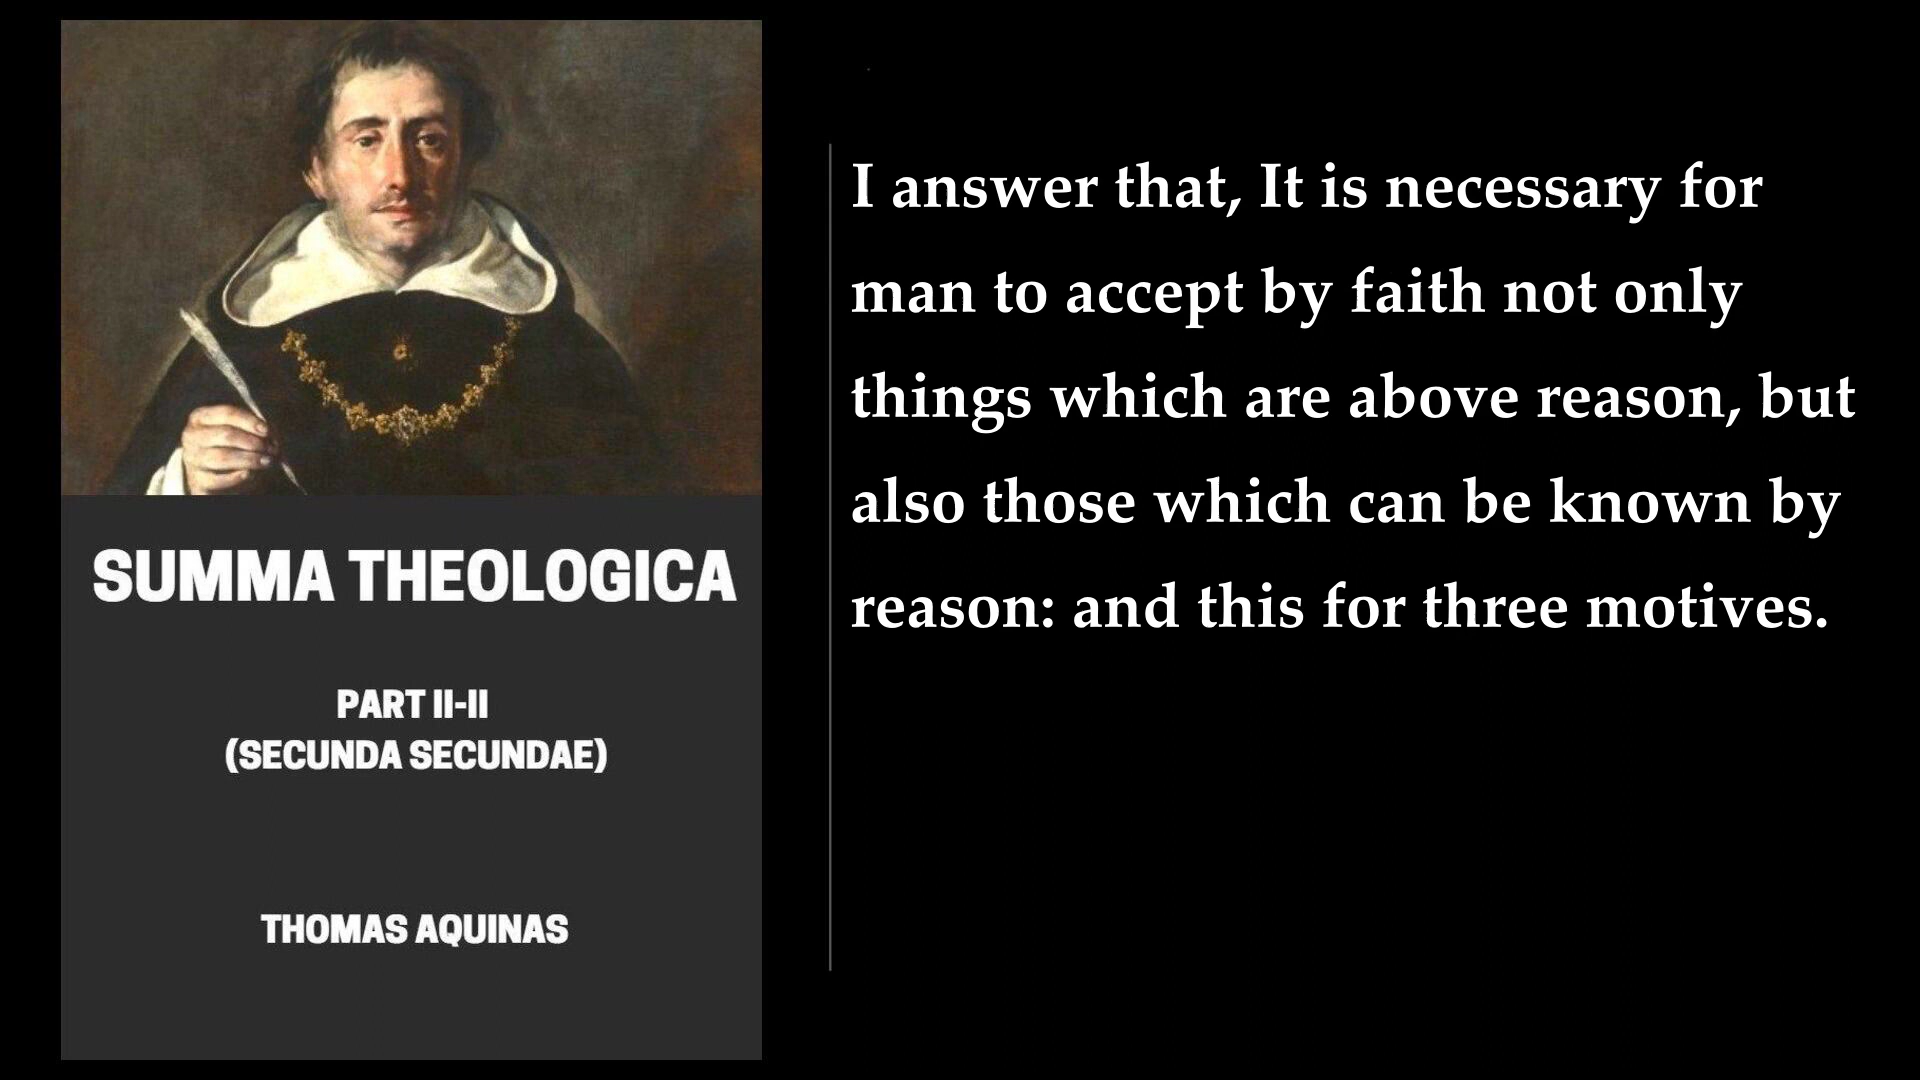 SUMMA THEOLOGICA
PART II-II
(SECUNDA SECUNDAE)
THOMAS AQUINAS
I answer that, It is necessary for
man to accept by faith not only
things which are above reason, but
also those which can be known by
reason: and this for three motives.